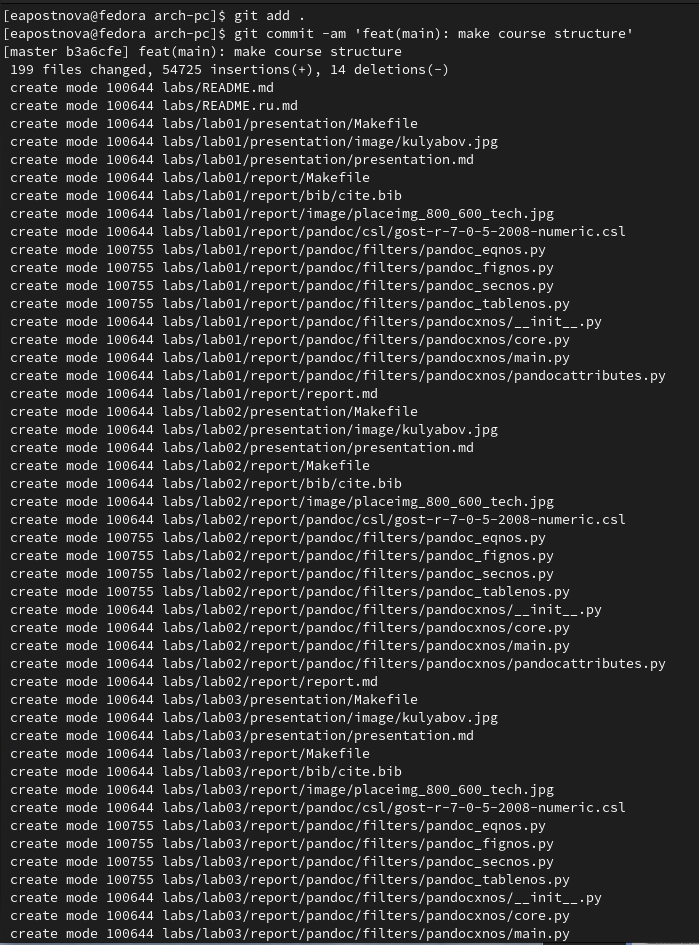 [eapostnova@fedora arch-pc]$ git add .
[eapostnova@fedora arch-pc]$ git commit -am 'feat(main): make course structure'
[master b3a6cfe] feat(main): make course structure
 199 files changed, 54725 insertions(+), 14 deletions(-)
 create mode 100644 labs/README.md
 create mode 100644 labs/README.ru.md
 create mode 100644 labs/lab01/presentation/Makefile
 create mode 100644 labs/lab01/presentation/image/kulyabov.jpg
 create mode 100644 labs/lab01/presentation/presentation.md
 create mode 100644 labs/lab01/report/Makefile
 create mode 100644 labs/lab01/report/bib/cite.bib
 create mode 100644 labs/lab01/report/image/placeimg_800_600_tech.jpg
 create mode 100644 labs/lab01/report/pandoc/csl/gost-r-7-0-5-2008-numeric.csl
 create mode 100755 labs/lab01/report/pandoc/filters/pandoc_eqnos.py
 create mode 100755 labs/lab01/report/pandoc/filters/pandoc_fignos.py
 create mode 100755 labs/lab01/report/pandoc/filters/pandoc_secnos.py
 create mode 100755 labs/lab01/report/pandoc/filters/pandoc_tablenos.py
 create mode 100644 labs/lab01/report/pandoc/filters/pandocxnos/__init__.py
 create mode 100644 labs/lab01/report/pandoc/filters/pandocxnos/core.py
 create mode 100644 labs/lab01/report/pandoc/filters/pandocxnos/main.py
 create mode 100644 labs/lab01/report/pandoc/filters/pandocxnos/pandocattributes.py
 create mode 100644 labs/lab01/report/report.md
 create mode 100644 labs/lab02/presentation/Makefile
 create mode 100644 labs/lab02/presentation/image/kulyabov.jpg
 create mode 100644 labs/lab02/presentation/presentation.md
 create mode 100644 labs/lab02/report/Makefile
 create mode 100644 labs/lab02/report/bib/cite.bib
 create mode 100644 labs/lab02/report/image/placeimg_800_600_tech.jpg
 create mode 100644 labs/lab02/report/pandoc/csl/gost-r-7-0-5-2008-numeric.csl
 create mode 100755 labs/lab02/report/pandoc/filters/pandoc_eqnos.py
 create mode 100755 labs/lab02/report/pandoc/filters/pandoc_fignos.py
 create mode 100755 labs/lab02/report/pandoc/filters/pandoc_secnos.py
 create mode 100755 labs/lab02/report/pandoc/filters/pandoc_tablenos.py
 create mode 100644 labs/lab02/report/pandoc/filters/pandocxnos/__init__.py
 create mode 100644 labs/lab02/report/pandoc/filters/pandocxnos/core.py
 create mode 100644 labs/lab02/report/pandoc/filters/pandocxnos/main.py
 create mode 100644 labs/lab02/report/pandoc/filters/pandocxnos/pandocattributes.py
 create mode 100644 labs/lab02/report/report.md
 create mode 100644 labs/lab03/presentation/Makefile
 create mode 100644 labs/lab03/presentation/image/kulyabov.jpg
 create mode 100644 labs/lab03/presentation/presentation.md
 create mode 100644 labs/lab03/report/Makefile
 create mode 100644 labs/lab03/report/bib/cite.bib
 create mode 100644 labs/lab03/report/image/placeimg_800_600_tech.jpg
 create mode 100644 labs/lab03/report/pandoc/csl/gost-r-7-0-5-2008-numeric.csl
 create mode 100755 labs/lab03/report/pandoc/filters/pandoc_eqnos.py
 create mode 100755 labs/lab03/report/pandoc/filters/pandoc_fignos.py
 create mode 100755 labs/lab03/report/pandoc/filters/pandoc_secnos.py
 create mode 100755 labs/lab03/report/pandoc/filters/pandoc_tablenos.py
 create mode 100644 labs/lab03/report/pandoc/filters/pandocxnos/__init__.py
 create mode 100644 labs/lab03/report/pandoc/filters/pandocxnos/core.py
 create mode 100644 labs/lab03/report/pandoc/filters/pandocxnos/main.py